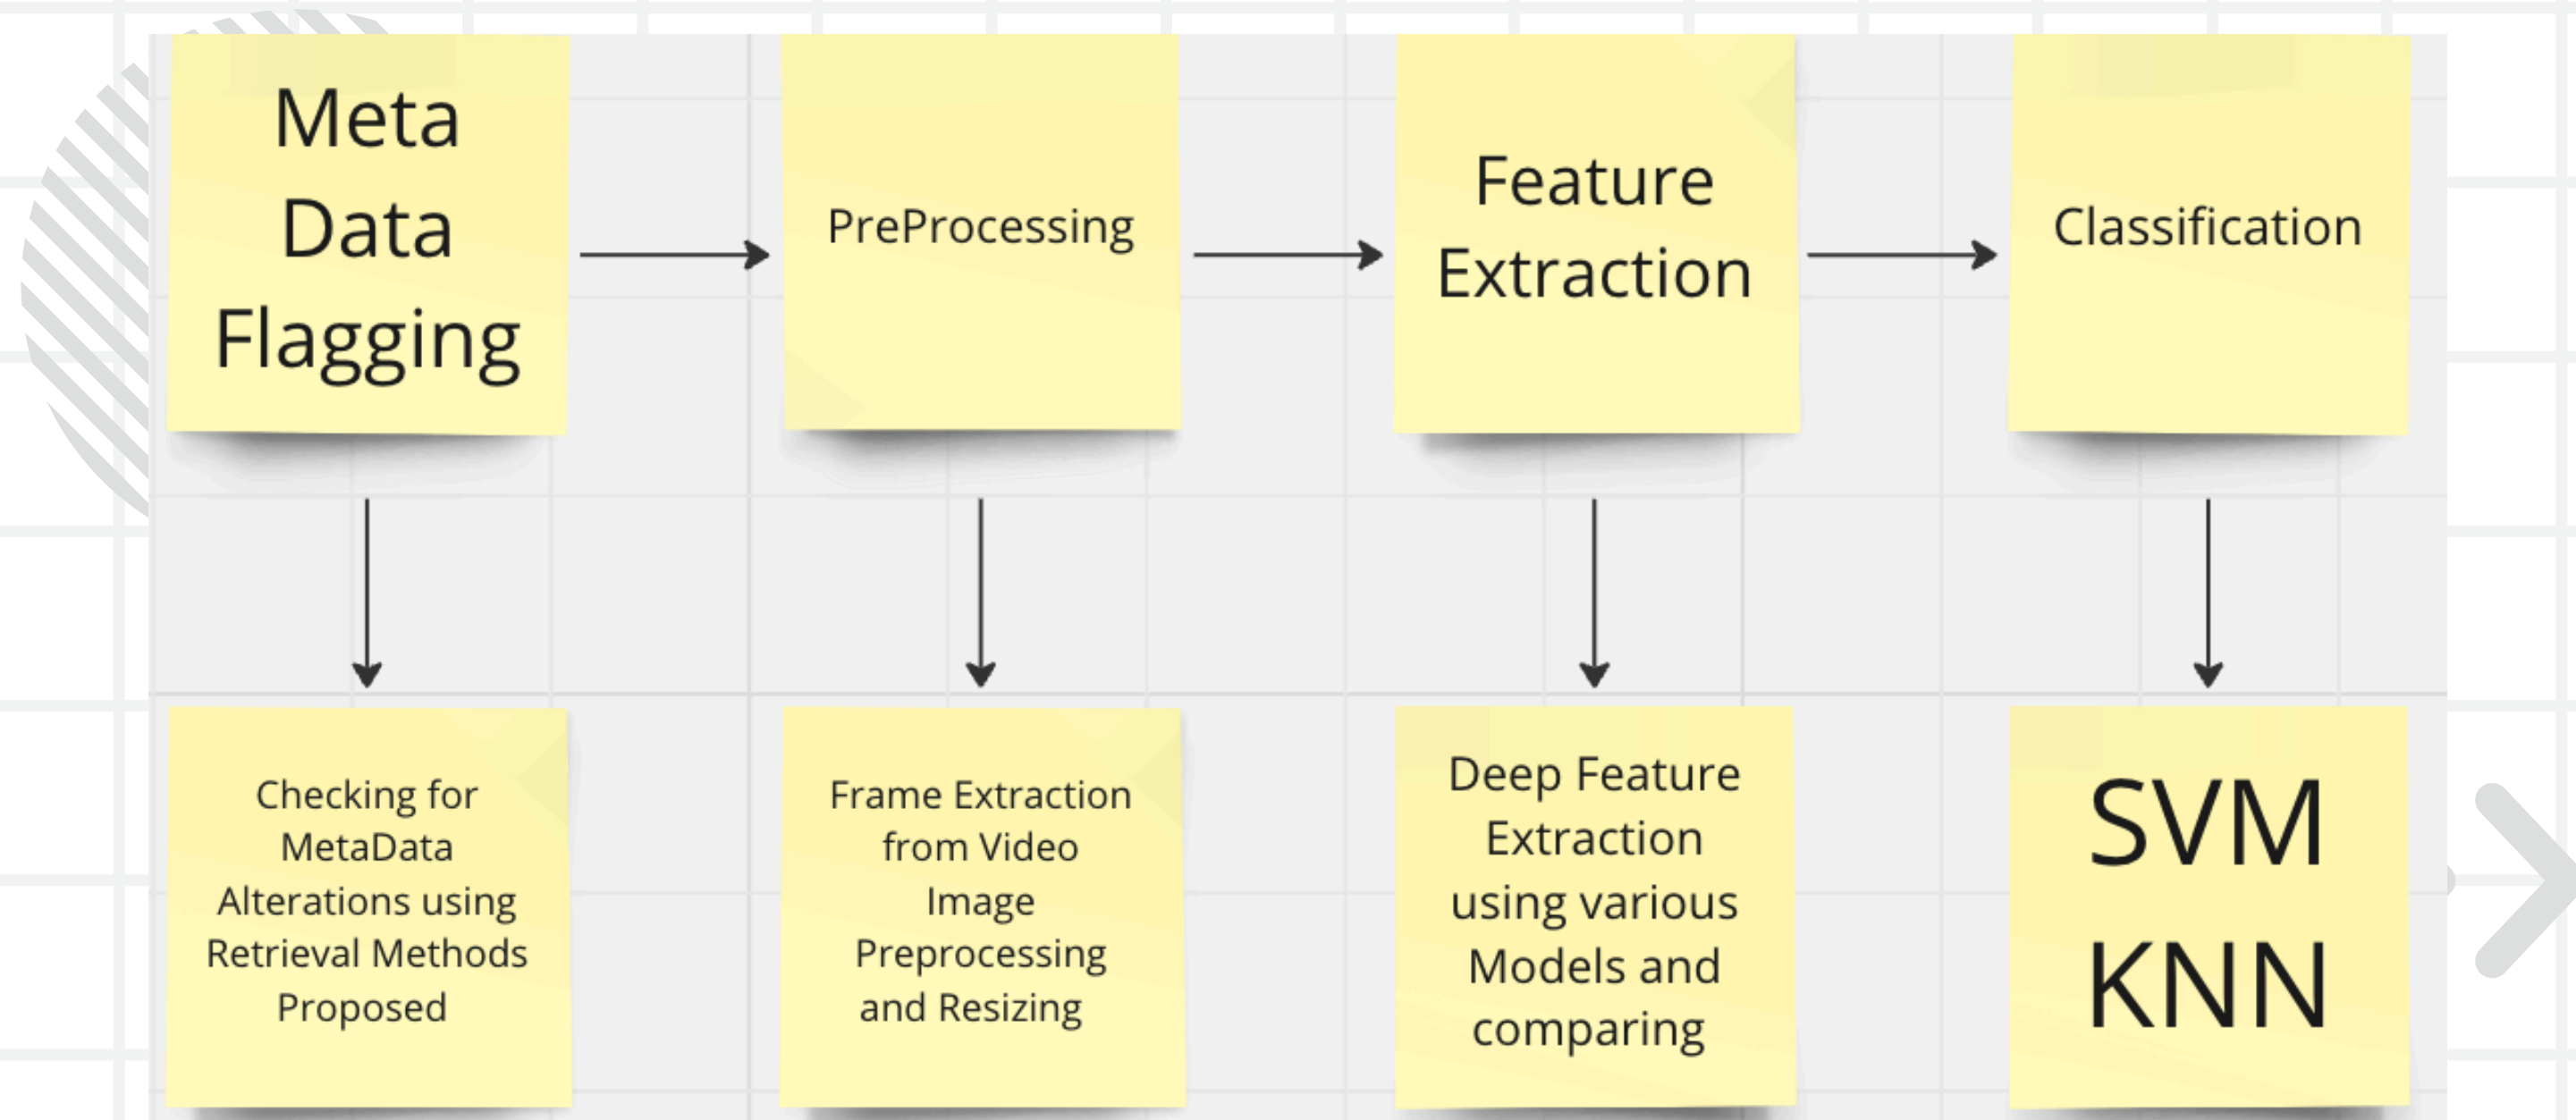 Meta
Data
Flagging
PreProcessing
Feature
Extraction
Classification
Checking for
MetaData
Alterations using
Retrieval Methods
Proposed
Frame Extraction
from Video
Image
Preprocessing
and Resizing
Deep Feature
Extraction
using various
Models and
comparing
SVM
KNN